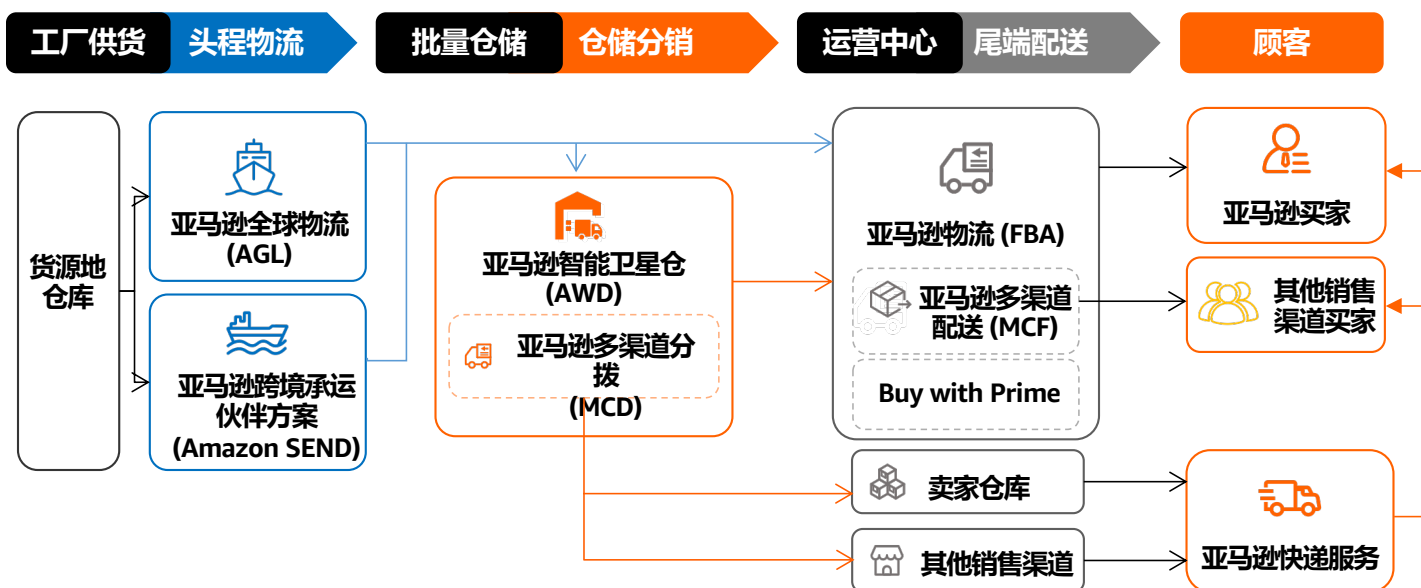 工厂供货
头程物流
批量仓储
仓储分销
运营中心
尾端配送
顾客
货源地
仓库
亚马逊全球物流
(AGL)
亚马逊跨境承运
伙伴方案
(Amazon SEND)
亚马逊智能卫星仓
(AWD)
亚马逊多渠道分
拨
(MCD)
亚马逊物流 (FBA)
亚马逊多渠道
配送 (MCF)
Buy with Prime
卖家仓库
其他销售渠道
亚马逊买家
其他销售
渠道买家
亚马逊快递服务